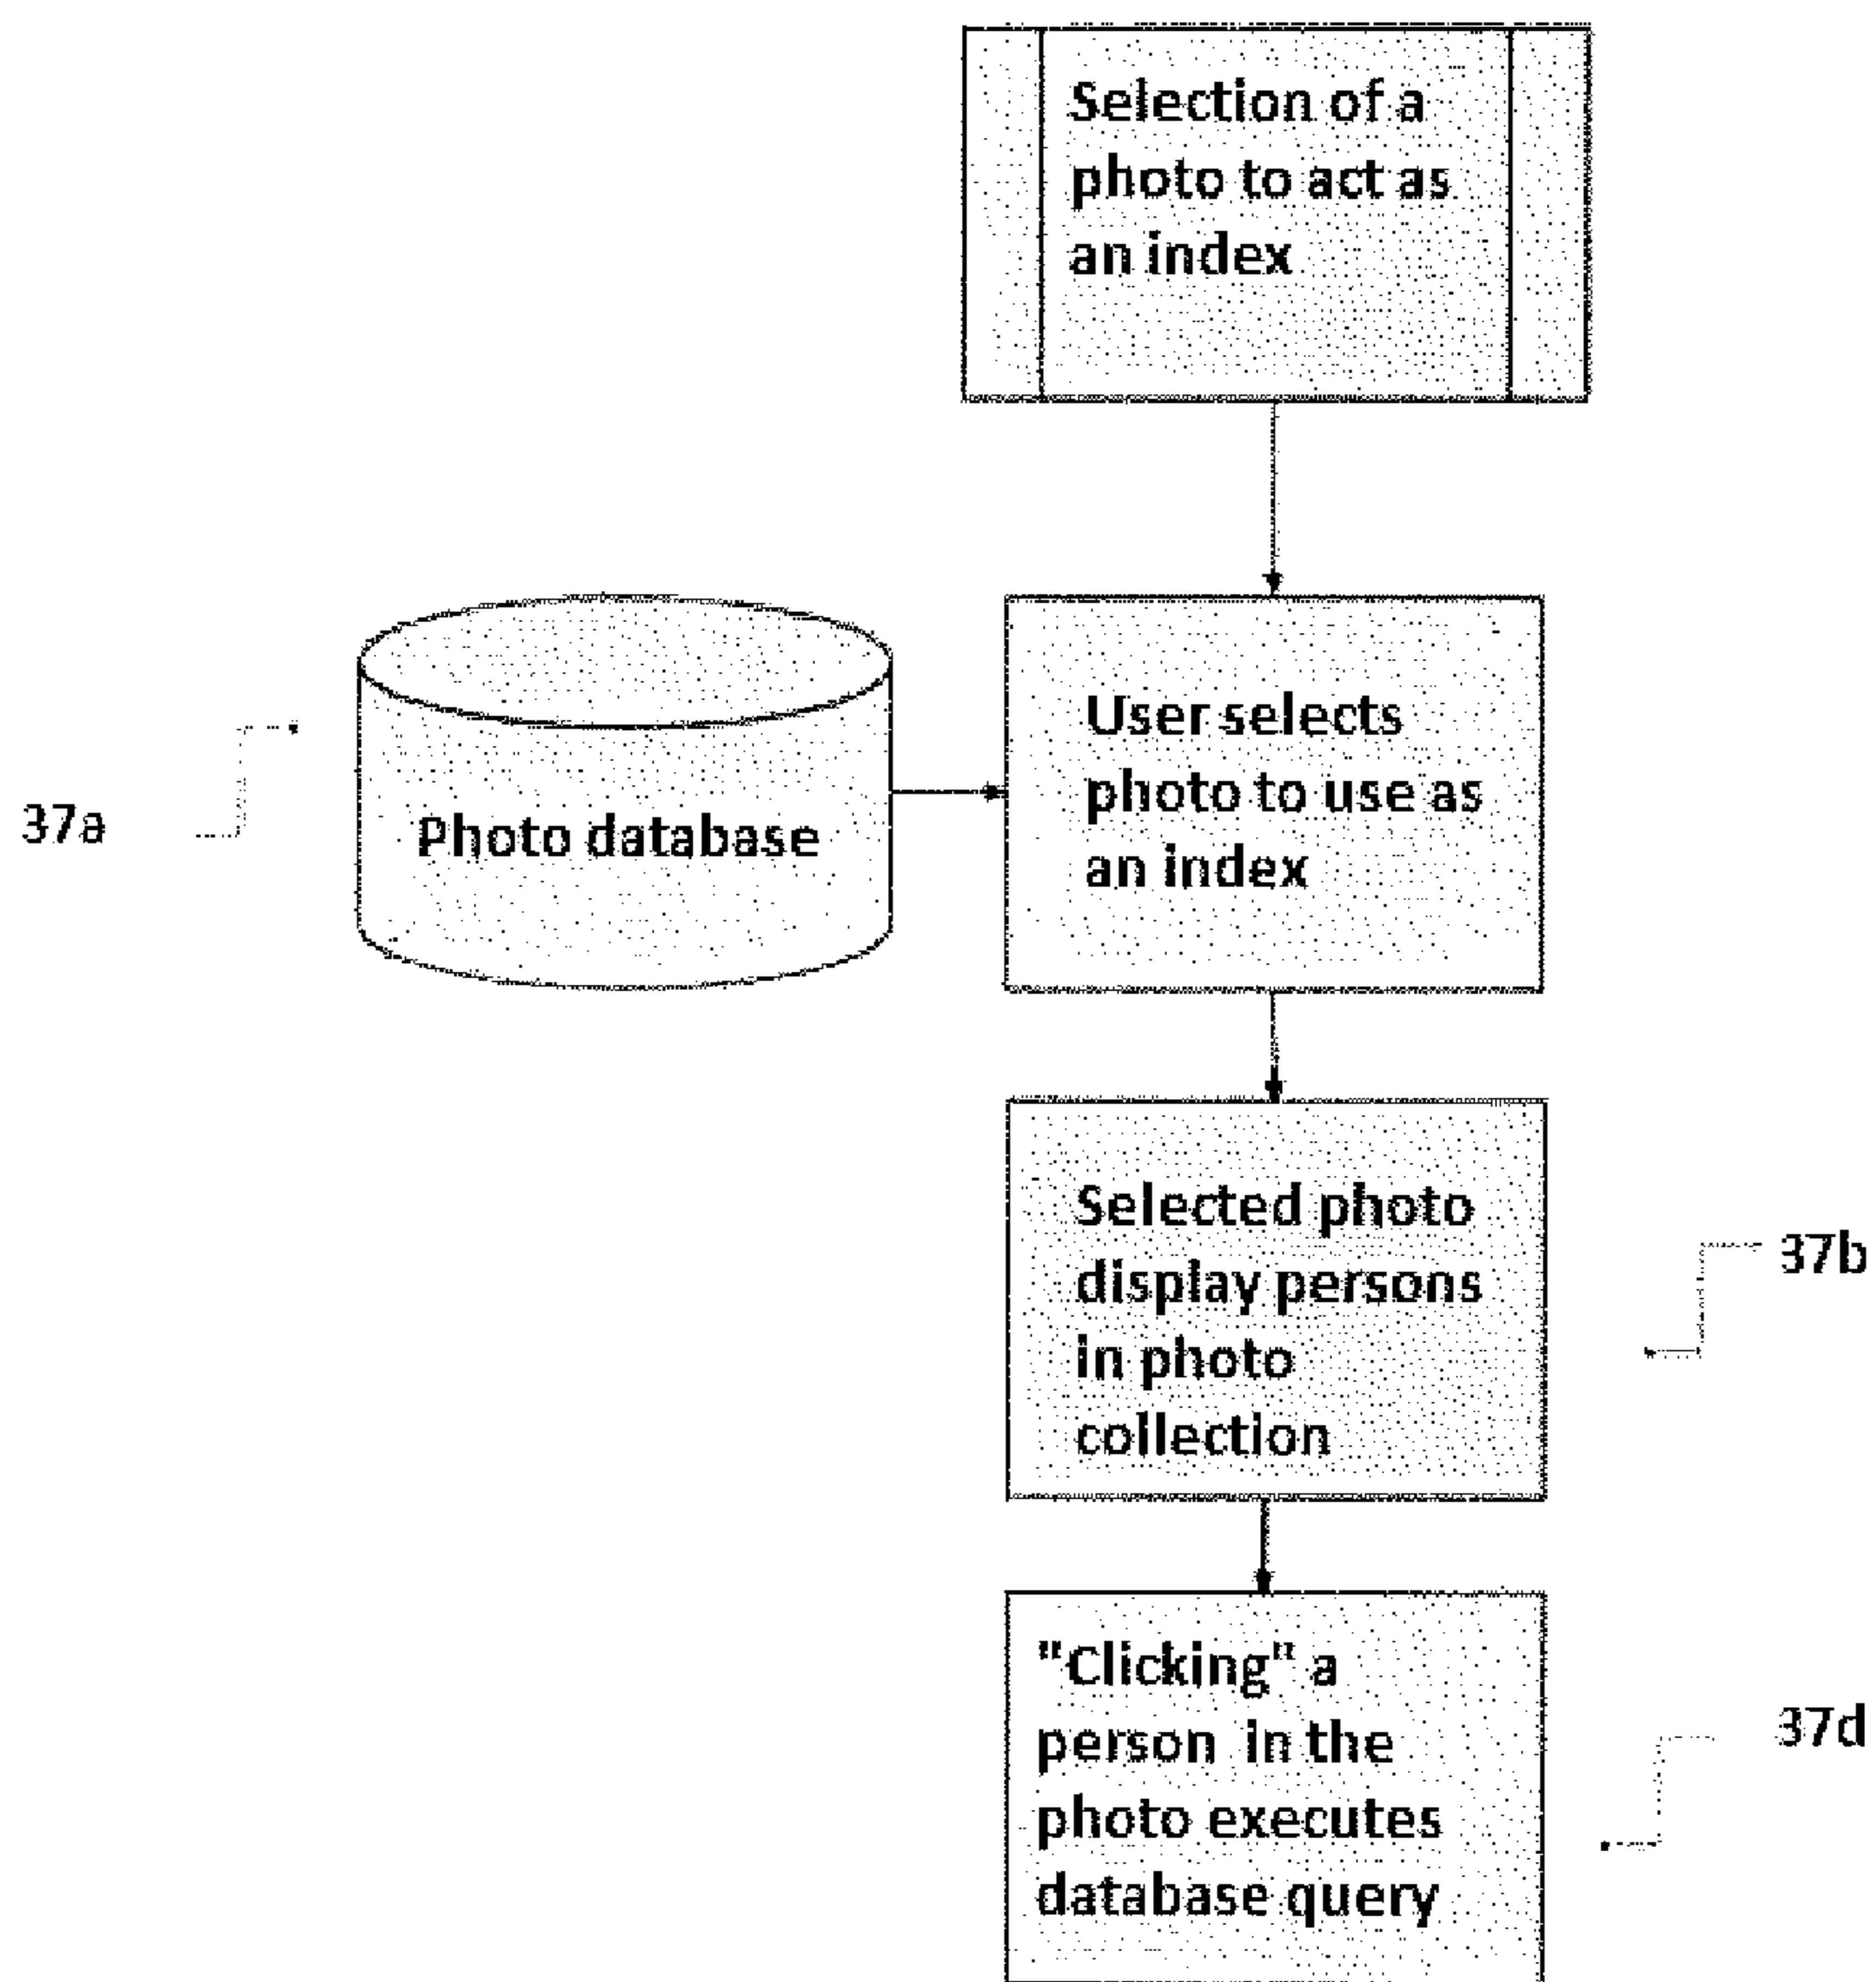 Selection of a
photo to act as
an index
User selects
photo to use as
an index
Photo database
37a
Selected photo
display persons
in photo
collection
37b
"Clicking" a
person in the
photo executes
database query
37d